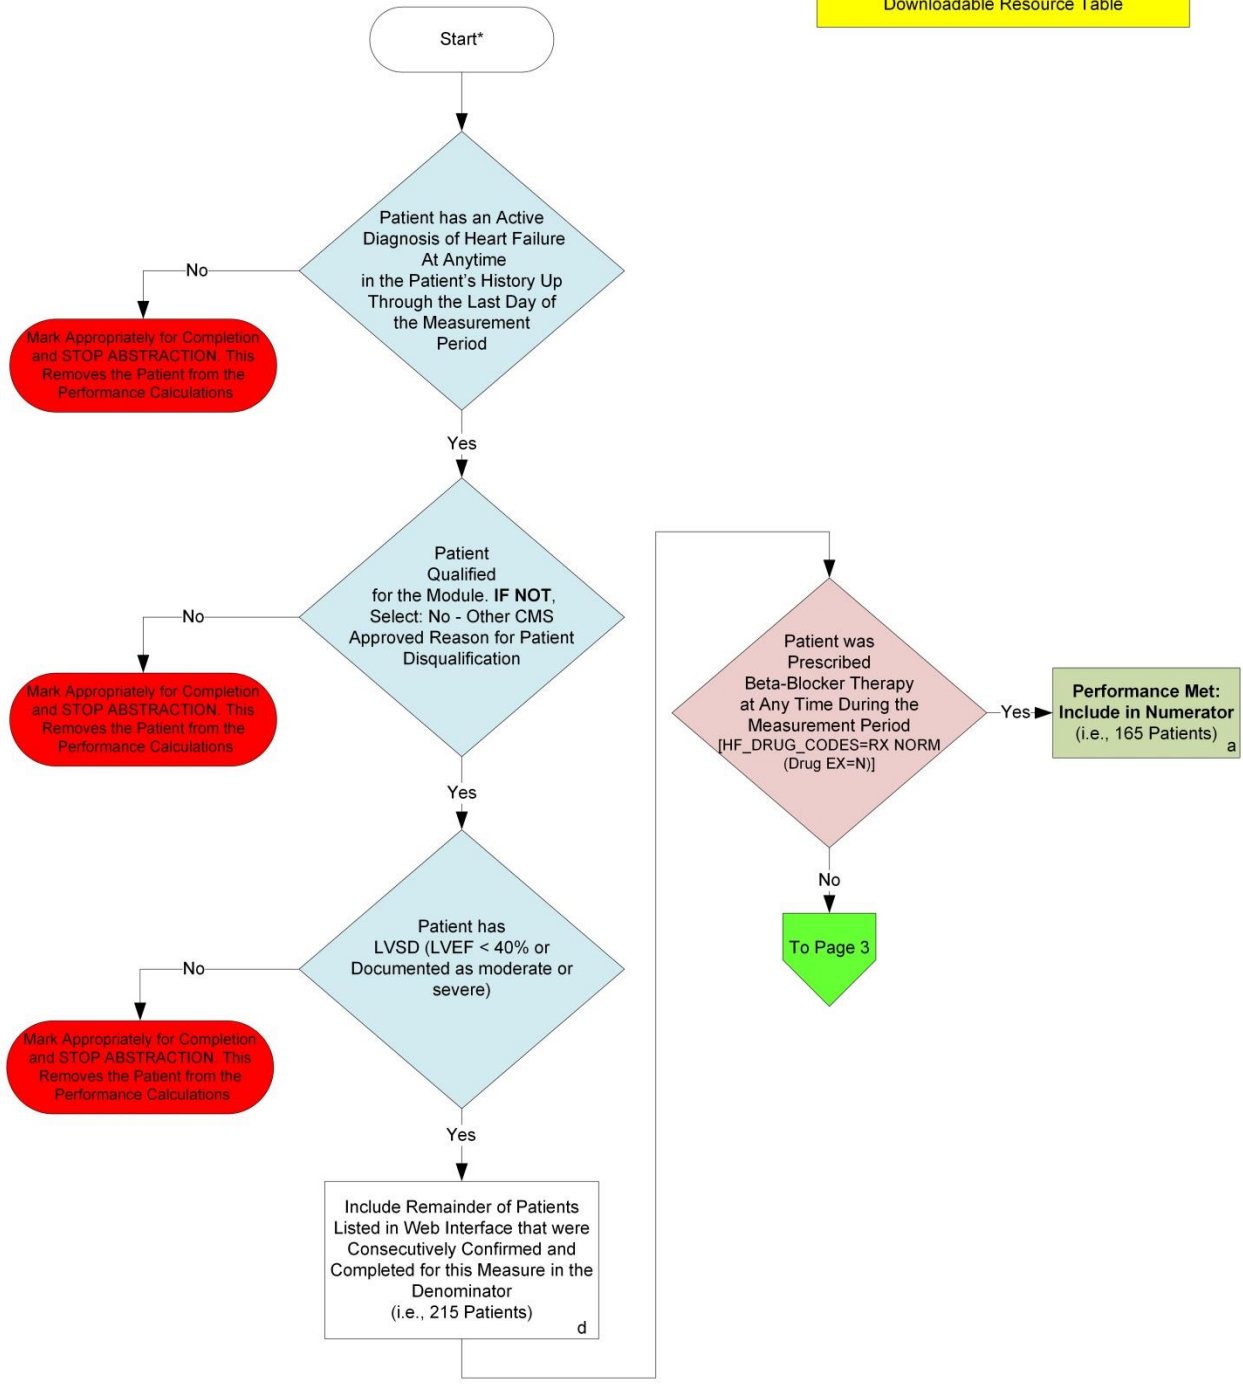 Downloadable Resource Table
Start*
Patient has an Active
Diagnosis of Heart Failure
At Anytime
in the Patient's History Up
Through the Last Day of
the Measurement
Period
No
Mark Appropriately for Completion
and STOP ABSTRACTION. This
Removes the Patient from the
Performance Calculations
Yes
Patient
Qualified
for the Module. IF NOT,
Select: No - Other CMS
Approved Reason for Patient
Disqualification
No
Mark Appropriately for Completion
and STOP ABSTRACTION. This
Removes the Patient from the
Performance Calculations
Yes
Patient has
LVSD (LVEF < 40% or
Documented as moderate or
severe)
No
Mark Appropriately for Completion
and STOP ABSTRACTION. This
Removes the Patient from the
Performance Calculations
Yes
Include Remainder of Patients
Listed in Web Interface that were
Consecutively Confirmed and
Completed for this Measure in the
Denominator
(i.e., 215 Patients)
d
Patient was
Prescribed
Beta-Blocker Therapy
at Any Time During the
Measurement Period
[HF_DRUG_CODES=RX NORM
(Drug EX=N)]
Yes
Performance Met:
Include in Numerator
(i.e., 165 Patients)
a
No
To Page 3